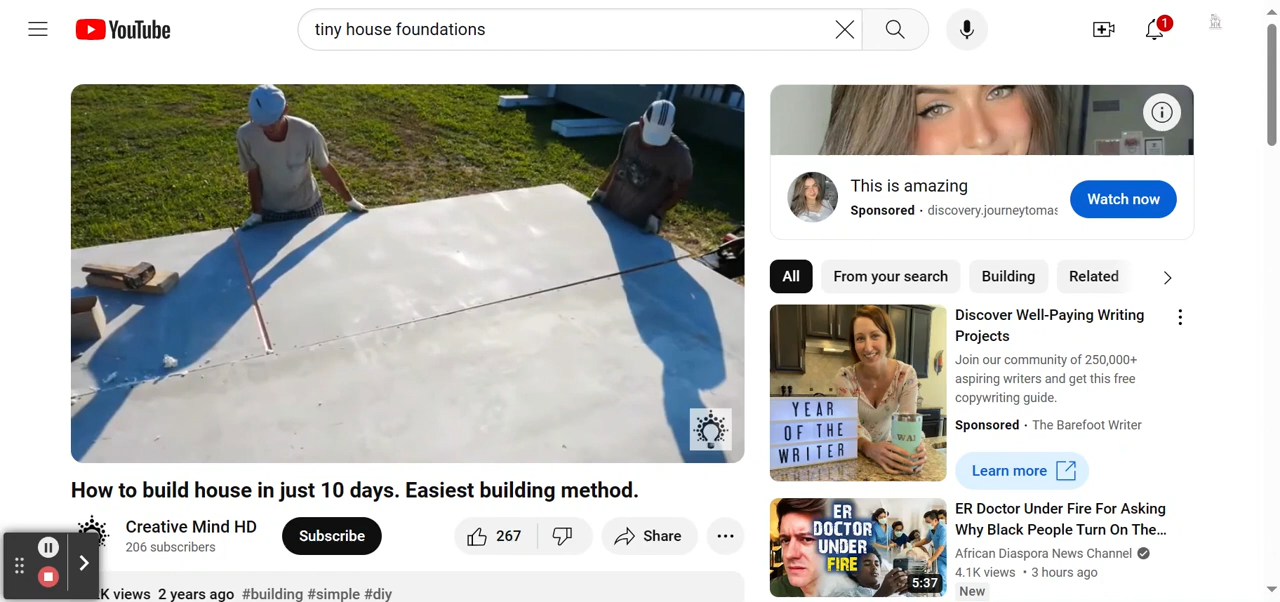 YouTube
tiny house foundations
1
This is amazing
Sponsored · discovery.journeytomas
Watch now
All
From your search
Building
Related
YEAR
OF THE
WRITER
WA!
Discover Well-Paying Writing
Projects
Join our community of 250,000+
aspiring writers and get this free
copywriting guide.
Sponsored · The Barefoot Writer
Learn more
How to build house in just 10 days. Easiest building method.
Creative Mind HD
206 subscribers
Subscribe
267
Share
K views 2 years ago #building #simple #diy
ER
DOCTOR
UNDER
FIRE
5:37
ER Doctor Under Fire For Asking
Why Black People Turn On The...
African Diaspora News Channel
4.1K views • 3 hours ago
New